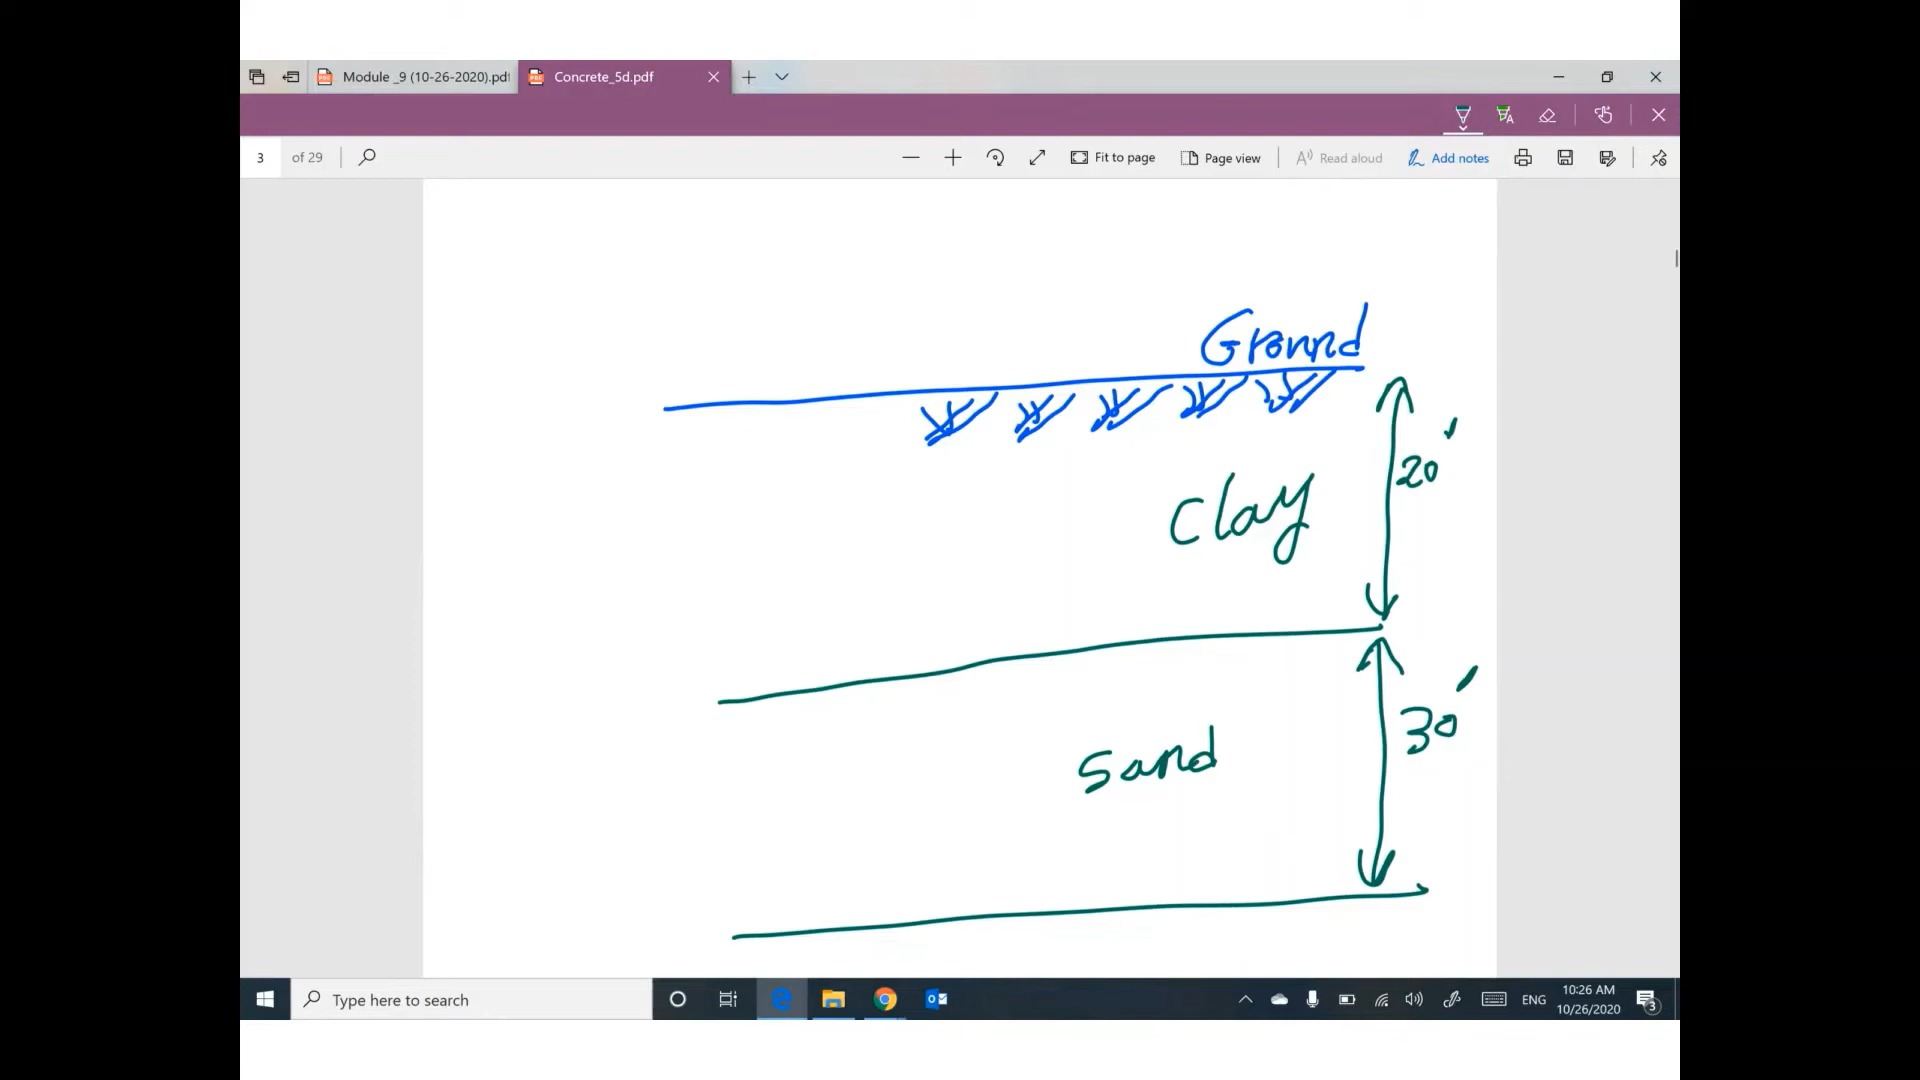 Module _9 (10-26-2020).pdf
Concrete_5d.pdf
3 of 29
Fit to page
Page view
Read aloud
Add notes
Ground
20'
Clay
30'
Sand
Type here to search
ENG
10:26 AM
10/26/2020
3